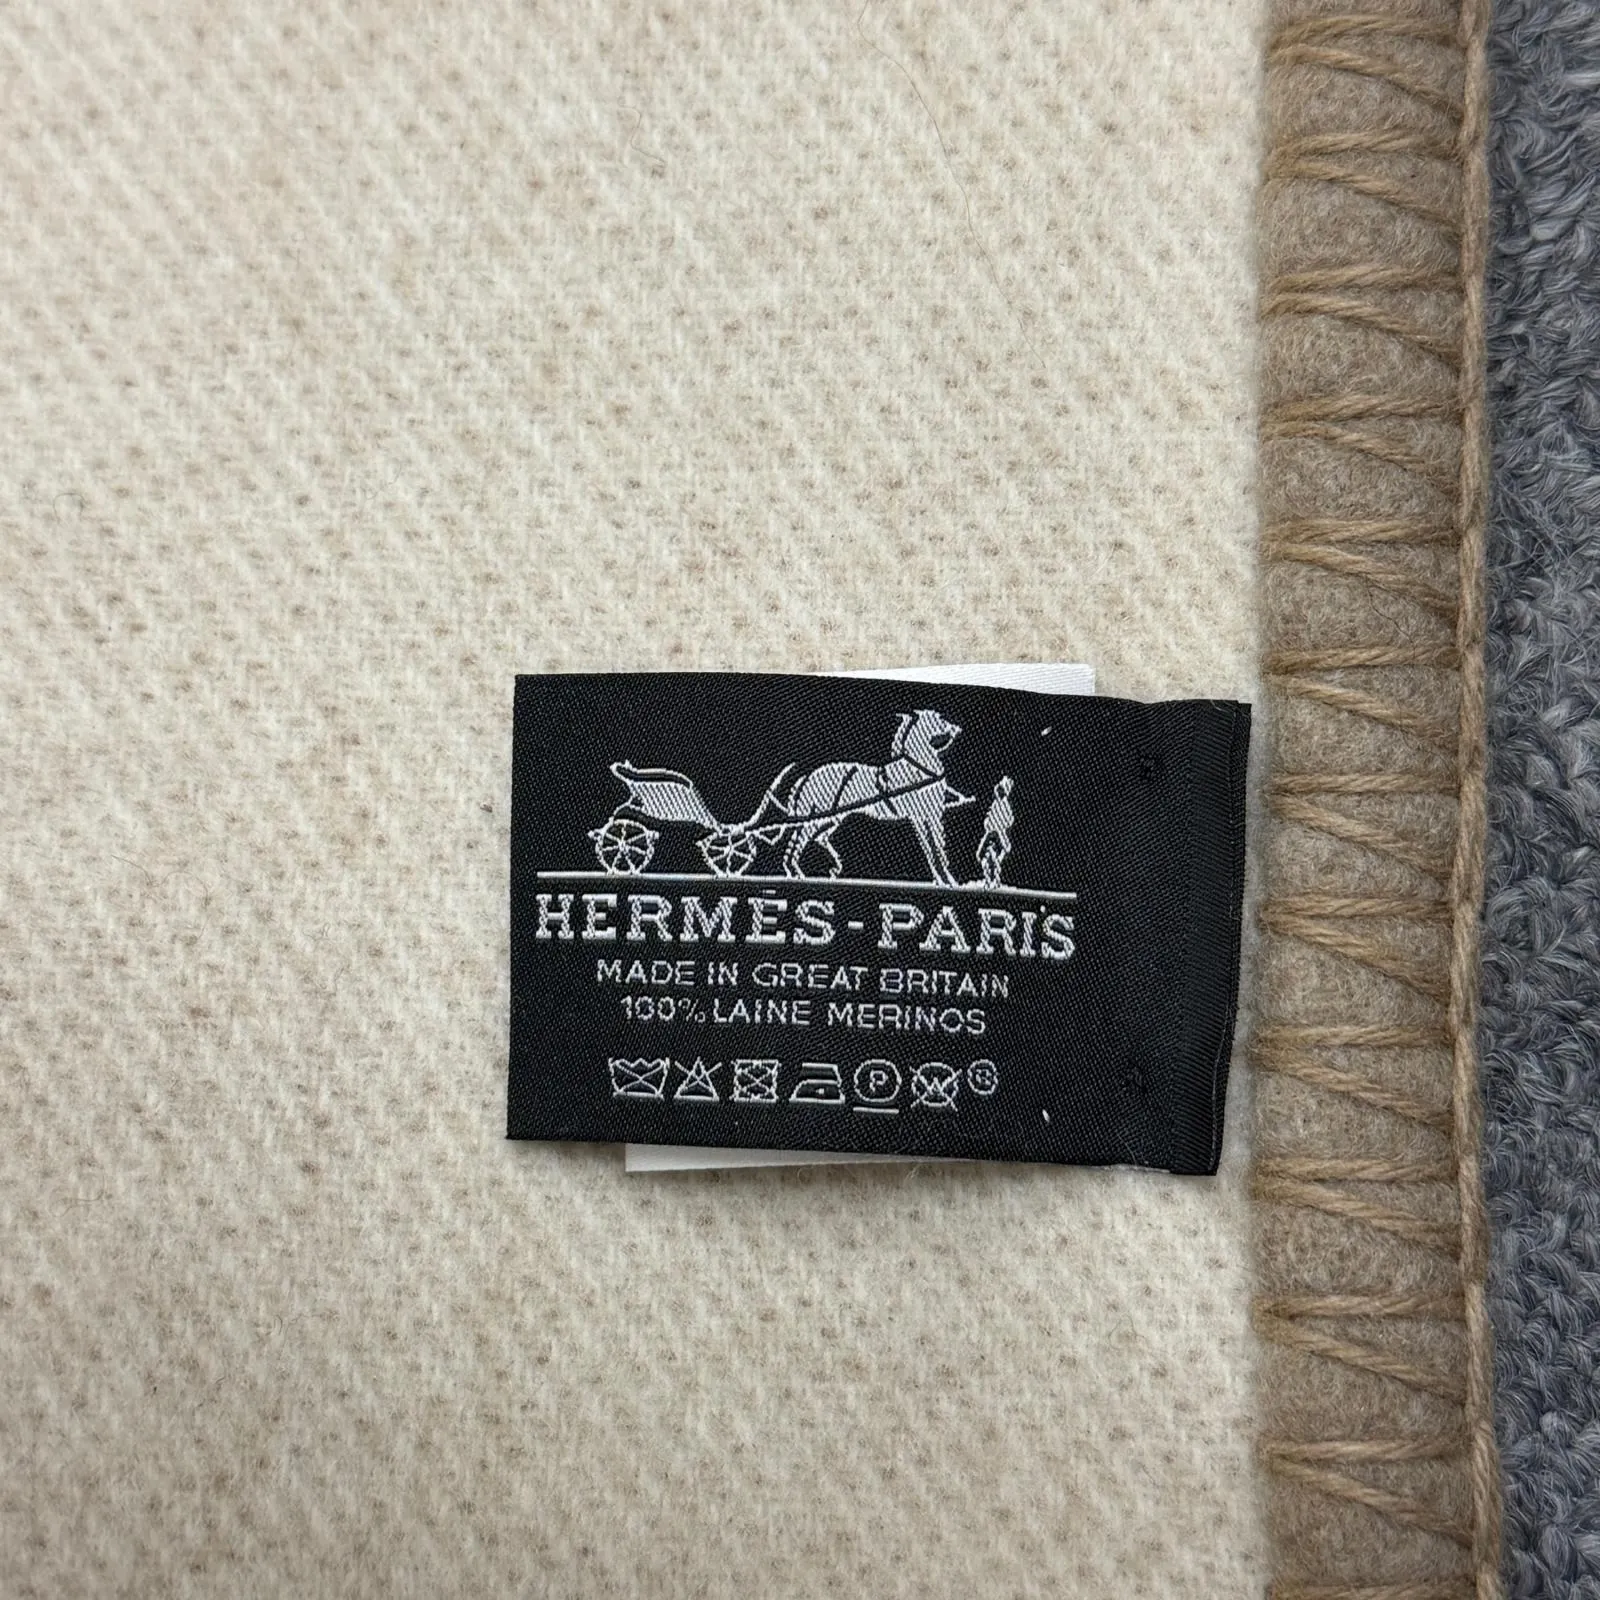 HERMÈS-PARIS
MADE IN GREAT BRITAIN
100% LAINE MERINOS
P W ®